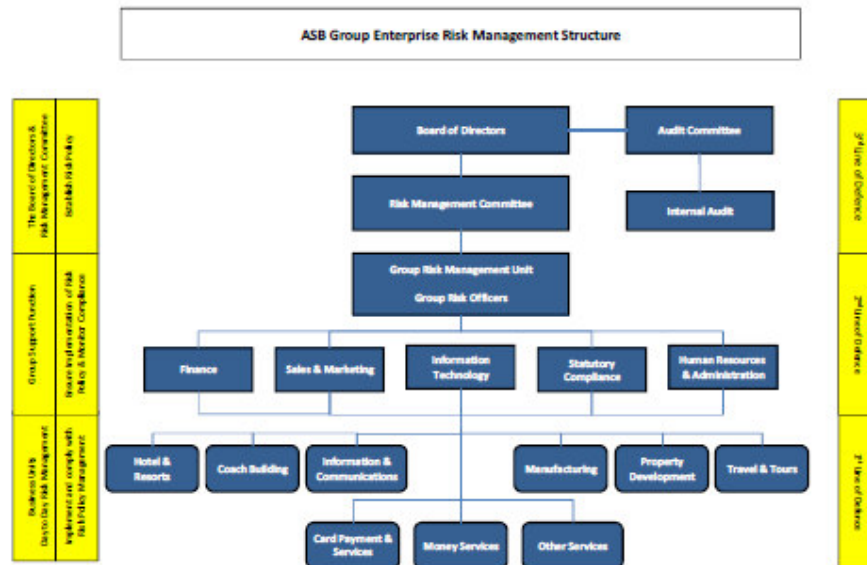 ASB Group Enterprise Risk Management Structure
The Board of Directors &
Risk Management Committee
Establish Risk Policy
Board of Directors
Audit Committee
3rd Line of Defence
Risk Management Committee
Internal Audit
Group Support Function
Ensure Implementation of Risk
Policy & Monitor Compliance
Group Risk Management Unit
Group Risk Officers
2nd Line of Defence
Finance
Sales & Marketing
Information
Technology
Statutory
Compliance
Human Resources
& Administration
Business Units
Day to Day Risk Management
Implement and comply with
Risk Policy Management
Hotel &
Resorts
Coach Building
Information &
Communications
Manufacturing
Property
Development
Travel & Tours
Line of Defence
Card Payment &
Services
Money Services
Other Services